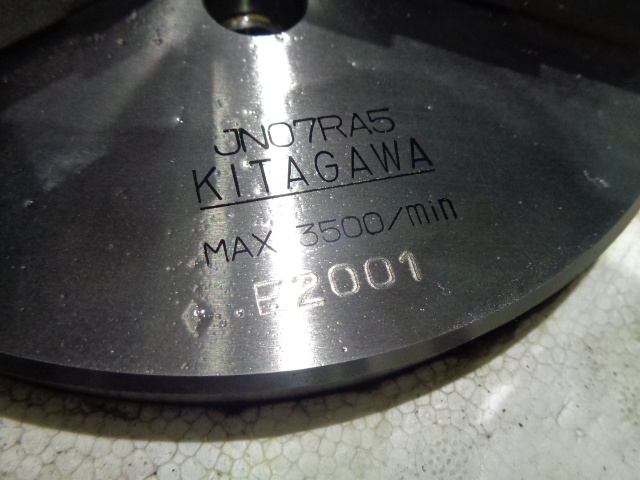 JN07RA5
KITAGAWA
MAX 3500/min
E2001